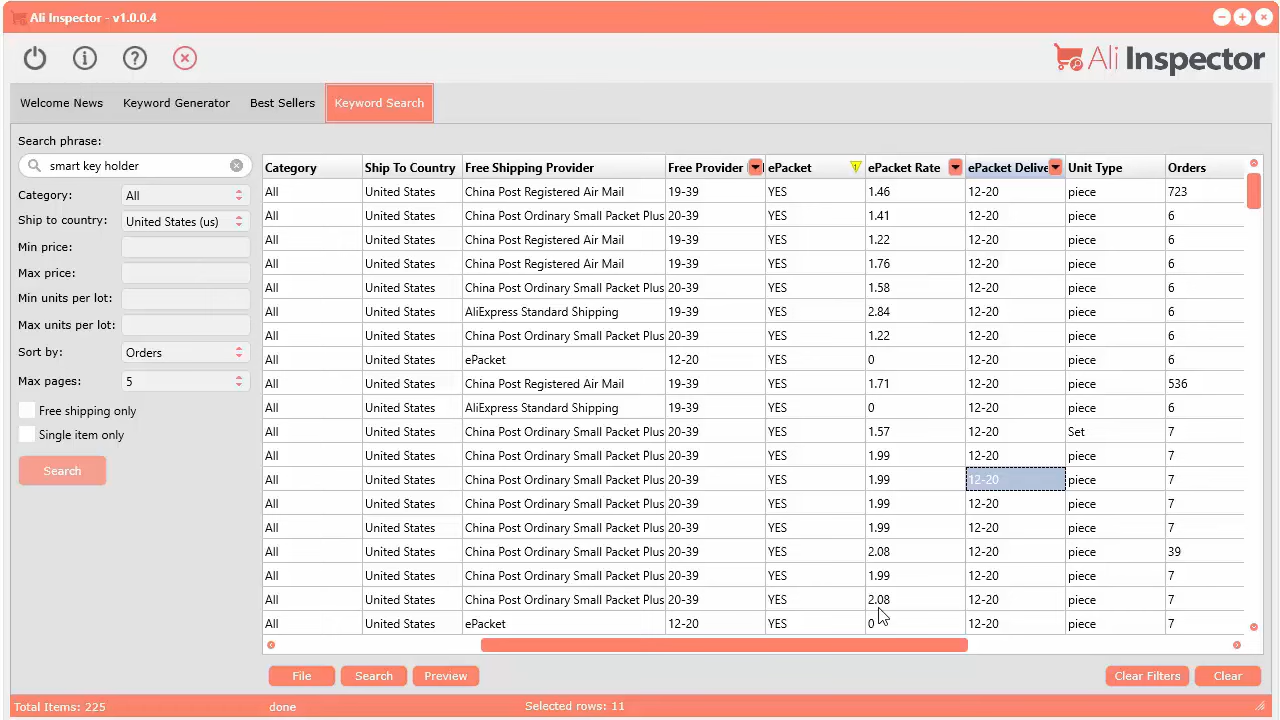 Ali Inspector - v1.0.0.4
Ali Inspector
Welcome News Keyword Generator Best Sellers Keyword Search
Search phrase:
smart key holder
Category: All
Ship to country: United States (us)
Min price:
Max price:
Min units per lot:
Max units per lot:
Sort by: Orders
Max pages: 5
Free shipping only
Single item only
Search
Category Ship To Country Free Shipping Provider Free Provider ePacket ePacket Rate ePacket Delive Unit Type Orders
All United States China Post Registered Air Mail 19-39 YES 1.46 12-20 piece 723
All United States China Post Ordinary Small Packet Plus 20-39 YES 1.41 12-20 piece 6
All United States China Post Registered Air Mail 19-39 YES 1.22 12-20 piece 6
All United States China Post Registered Air Mail 19-39 YES 1.76 12-20 piece 6
All United States China Post Ordinary Small Packet Plus 20-39 YES 1.58 12-20 piece 6
All United States AliExpress Standard Shipping 19-39 YES 2.84 12-20 piece 6
All United States China Post Ordinary Small Packet Plus 20-39 YES 1.22 12-20 piece 6
All United States ePacket 12-20 YES 0 12-20 piece 6
All United States China Post Registered Air Mail 19-39 YES 1.71 12-20 piece 536
All United States AliExpress Standard Shipping 19-39 YES 0 12-20 piece 6
All United States China Post Ordinary Small Packet Plus 20-39 YES 1.57 12-20 Set 7
All United States China Post Ordinary Small Packet Plus 20-39 YES 1.99 12-20 piece 7
All United States China Post Ordinary Small Packet Plus 20-39 YES 1.99 12-20 piece 7
All United States China Post Ordinary Small Packet Plus 20-39 YES 1.99 12-20 piece 7
All United States China Post Ordinary Small Packet Plus 20-39 YES 1.99 12-20 piece 7
All United States China Post Ordinary Small Packet Plus 20-39 YES 2.08 12-20 piece 39
All United States China Post Ordinary Small Packet Plus 20-39 YES 1.99 12-20 piece 7
All United States China Post Ordinary Small Packet Plus 20-39 YES 2.08 12-20 piece 7
All United States ePacket 12-20 YES 0 12-20 piece 7
File Search Preview Clear Filters Clear
Total Items: 225 done Selected rows: 11